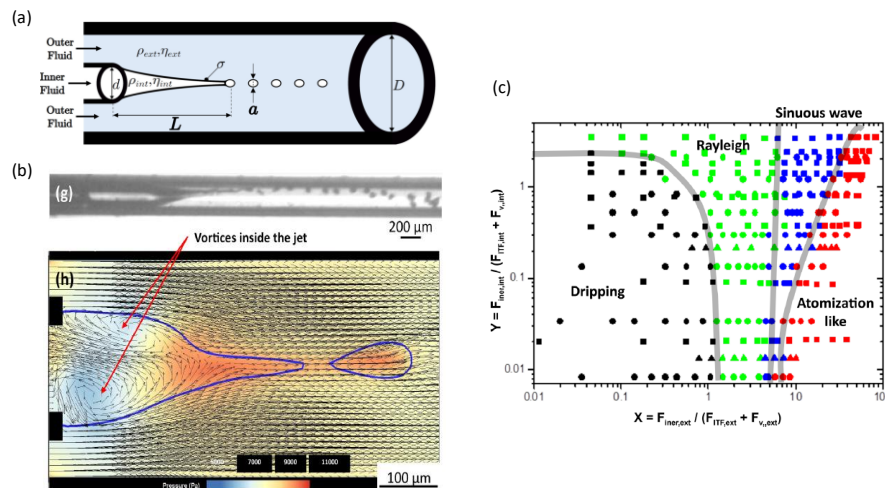 (a)
Outer
Fluid
Inner
Fluid
Outer
Fluid
ρext,ηext
d
ρint,ηint
σ
a
L
D
(b)
(g)
200 μm
Vortices inside the jet
(h)
7000 9000 11000
Pressure (Pa)
100 μm
(c)
Sinuous wave
Rayleigh
Dripping
Atomization
like
Y = Finer,int / (FITF,int + Fv,,int)
1
0.1
0.01
0.01 0.1 1 10 10
X = Finer,ext / (FITF,ext + Fv,,ext)